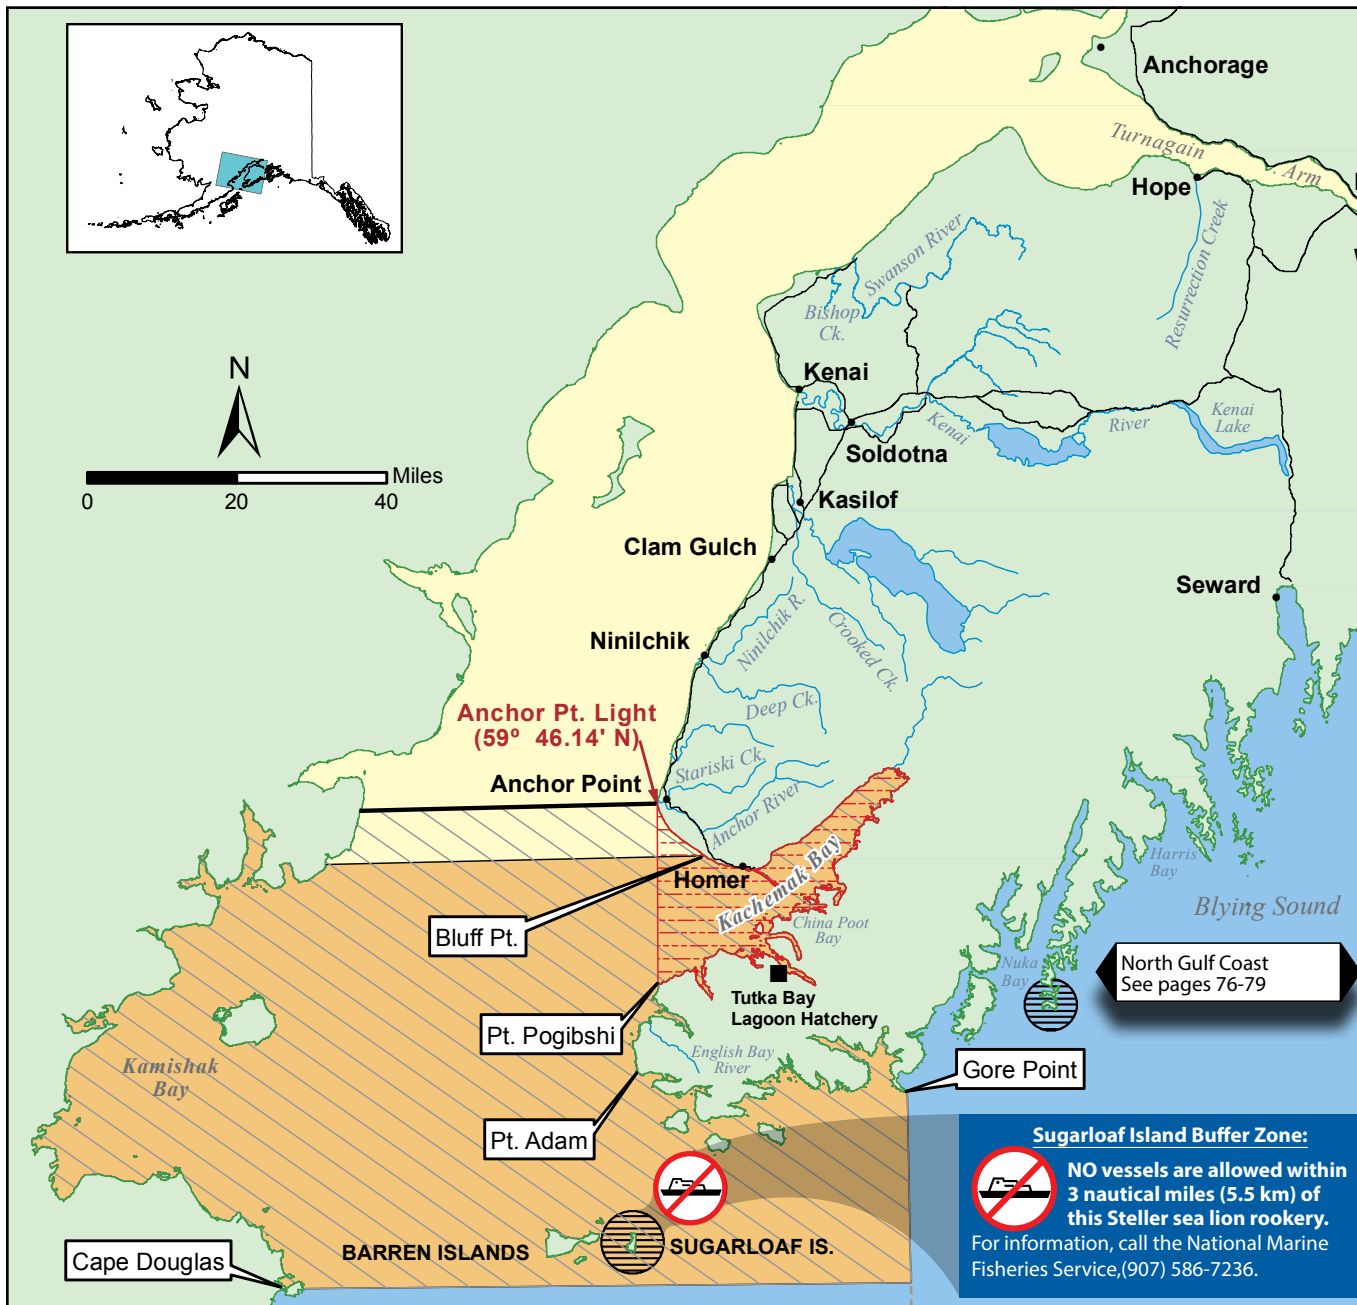 Anchorage
Turnagain Arm
Hope
Resurrection Creek
Swanson River
Bishop
Ck.
N
Kenai
Kenai
Lake
Kenai River
Soldotna
Miles
0 20 40
Kasilof
Clam Gulch
Seward
Ninilchik R.
Crooked Ck.
Ninilchik
Deep Ck.
Anchor Pt. Light
(59º 46.14' N)
Stariski Ck.
Anchor Point
Anchor River
Homer
Kachemak Bay
Harris
Bay
Blying Sound
China Poot
Bay
Bluff Pt.
Nuka
Bay
North Gulf Coast
See pages 76-79
Tutka Bay
Lagoon Hatchery
Pt. Pogibshi
English Bay
River
Kamishak
Bay
Gore Point
Pt. Adam
Sugarloaf Island Buffer Zone:
NO vessels are allowed within
3 nautical miles (5.5 km) of
this Steller sea lion rookery.
For information, call the National Marine
Fisheries Service,(907) 586-7236.
BARREN ISLANDS
SUGARLOAF IS.
Cape Douglas